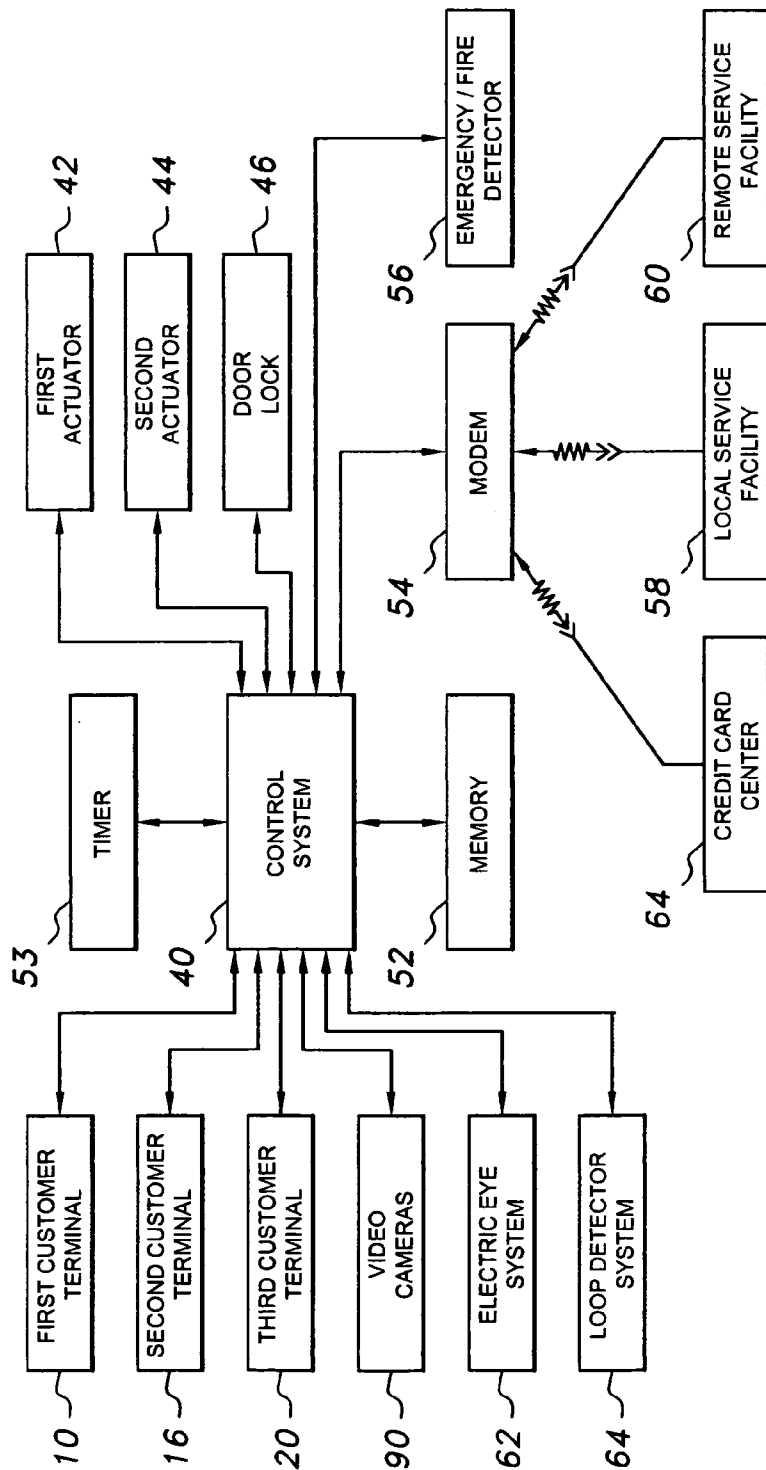 10
FIRST CUSTOMER
TERMINAL
16
SECOND CUSTOMER
TERMINAL
20
THIRD CUSTOMER
TERMINAL
90
VIDEO
CAMERAS
62
ELECTRIC EYE
SYSTEM
64
LOOP DETECTOR
SYSTEM
53
TIMER
40
CONTROL
SYSTEM
52
MEMORY
FIRST
ACTUATOR
42
SECOND
ACTUATOR
44
DOOR
LOCK
46
54
MODEM
56
EMERGENCY / FIRE
DETECTOR
64
CREDIT CARD
CENTER
58
LOCAL SERVICE
FACILITY
60
REMOTE SERVICE
FACILITY